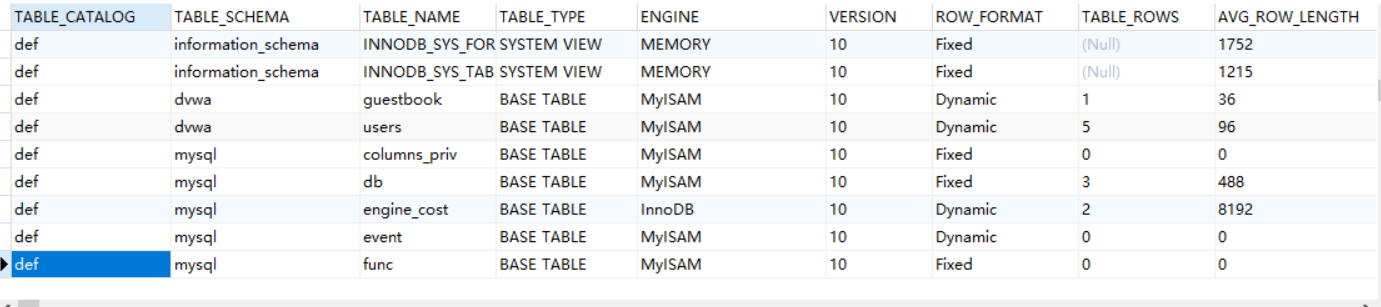 TABLE_CATALOG TABLE_SCHEMA TABLE_NAME TABLE_TYPE ENGINE VERSION ROW_FORMAT TABLE_ROWS AVG_ROW_LENGTH
def information_schema INNODB_SYS_FOR SYSTEM VIEW MEMORY 10 Fixed (Null) 1752
def information_schema INNODB_SYS_TAB SYSTEM VIEW MEMORY 10 Fixed (Null) 1215
def dvwa guestbook BASE TABLE MyISAM 10 Dynamic 1 36
def dvwa users BASE TABLE MyISAM 10 Dynamic 5 96
def mysql columns_priv BASE TABLE MyISAM 10 Fixed 0 0
def mysql db BASE TABLE MyISAM 10 Fixed 3 488
def mysql engine_cost BASE TABLE InnoDB 10 Dynamic 2 8192
def mysql event BASE TABLE MyISAM 10 Dynamic 0 0
def mysql func BASE TABLE MyISAM 10 Fixed 0 0